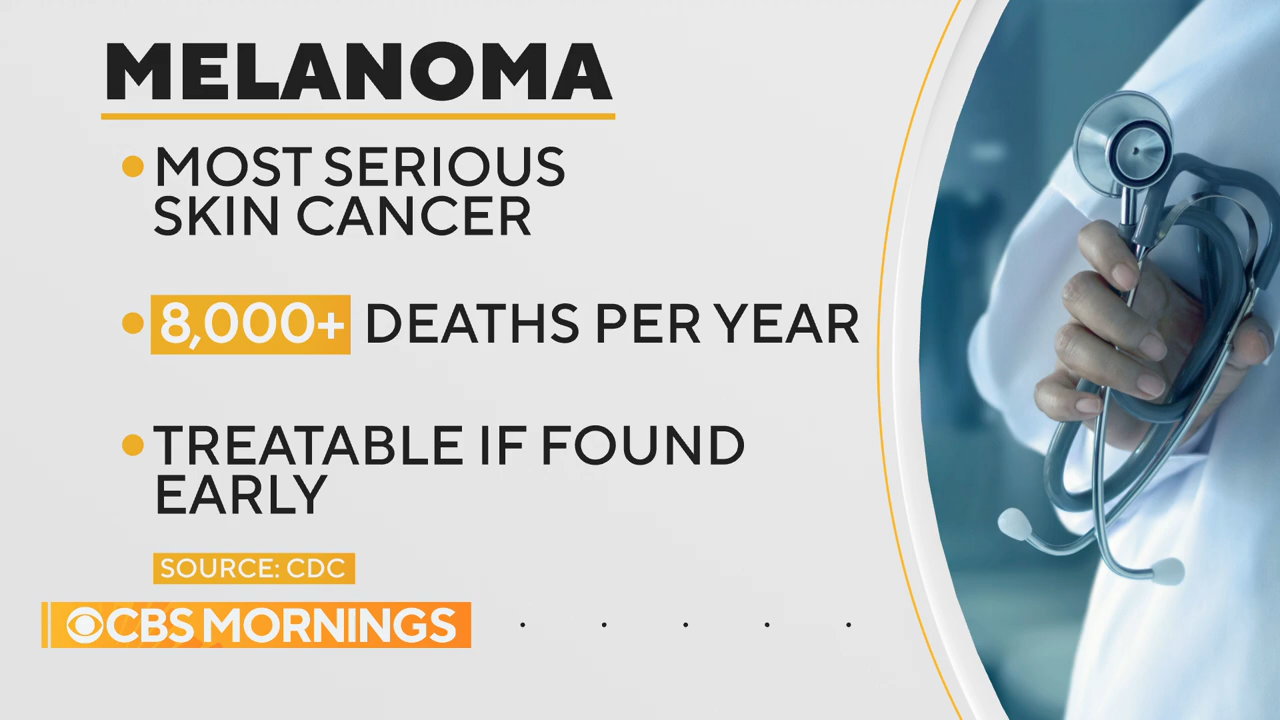 MELANOMA
• MOST SERIOUS
SKIN CANCER
• 8,000+ DEATHS PER YEAR
• TREATABLE IF FOUND
EARLY
SOURCE: CDC
CBS MORNINGS